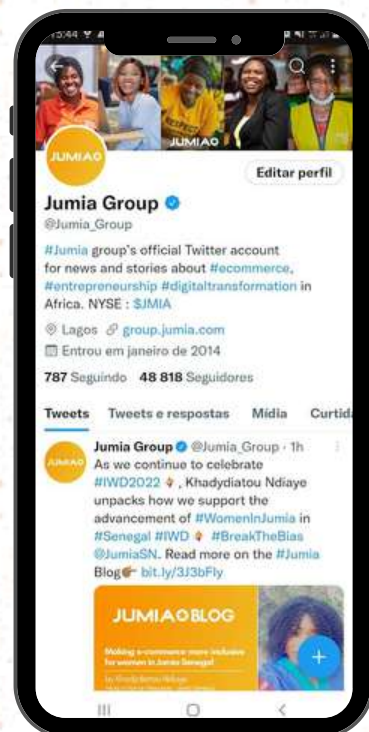 15:44
JUMIA
JUMIA
Editar perfil
Jumia Group
@Jumia_Group
#Jumia group's official Twitter account
for news and stories about #ecommerce,
#entrepreneurship #digitaltransformation in
Africa. NYSE : $JMIA
Lagos group.jumia.com
Entrou em janeiro de 2014
787 Seguindo 48 818 Seguidores
Tweets Tweets e respostas Mídia Curtida
Jumia Group @Jumia_Group · 1h
As we continue to celebrate
#IWD2022 , Khadydiatou Ndiaye
unpacks how we support the
advancement of #WomenInJumia in
#Senegal #IWD #BreakTheBias
@JumiaSN. Read more on the #Jumia
Blog bit.ly/3J3bFly
JUMIA BLOG
Making e-commerce more inclusive
for women in Jumia Senegal